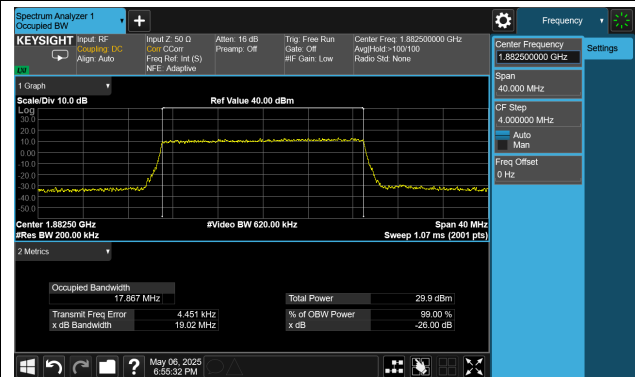 Spectrum Analyzer 1
Occupied BW
Frequency
KEYSIGHT
Input: RF
Coupling: DC
Align: Auto
Input Z: 50 Ω
Corr CCorr
Freq Ref: Int (S)
NFE: Adaptive
Atten: 16 dB
Preamp: Off
Trig: Free Run
Gate: Off
#IF Gain: Low
Center Freq: 1.882500000 GHz
Avg|Hold:>100/100
Radio Std: None
Center Frequency
1.882500000 GHz
Settings
Span
40.000 MHz
CF Step
4.000000 MHz
Auto
Man
Freq Offset
0 Hz
1 Graph
Scale/Div 10.0 dB
Ref Value 40.00 dBm
Log
30.0
20.0
10.0
0.00
-10.0
-20.0
-30.0
-40.0
-50.0
Center 1.88250 GHz
#Video BW 620.00 kHz
Span 40 MHz
#Res BW 200.00 kHz
Sweep 1.07 ms (2001 pts)
2 Metrics
Occupied Bandwidth
17.867 MHz
Total Power 29.9 dBm
Transmit Freq Error 4.451 kHz
% of OBW Power 99.00 %
x dB Bandwidth 19.02 MHz
x dB -26.00 dB
?
May 06, 2025
6:55:32 PM